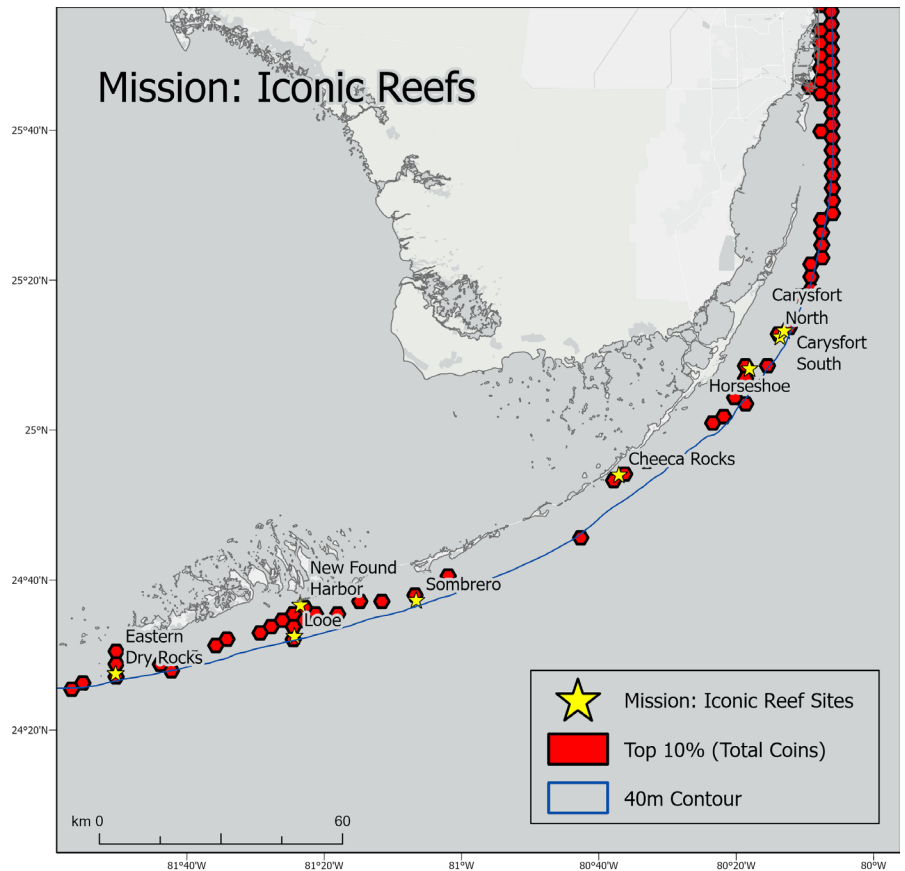 Mission: Iconic Reefs
25°40'N
25°20'N
Carysfort
North
Carysfort
South
Horseshoe
25°N
Cheeca Rocks
24°40'N
New Found
Harbor
Sombrero
Looe
Eastern
Dry Rocks
24°20'N
Mission: Iconic Reef Sites
Top 10% (Total Coins)
40m Contour
km 0
60
81°40'W
81°20'W
81°W
80°40'W
80°20'W
80°W